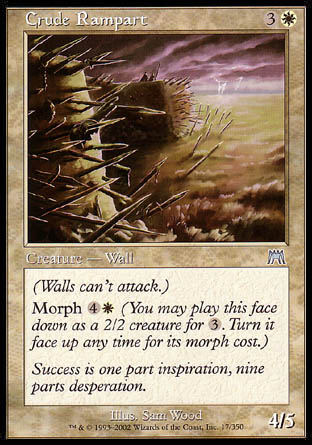 Crude Rampart 3
Creature — Wall
(Walls can't attack.)
Morph 4 (You may play this face
down as a 2/2 creature for 3. Turn it
face up any time for its morph cost.)
Success is one part inspiration, nine
parts desperation.
Illus. Sam Wood
™ & © 1993–2002 Wizards of the Coast, Inc. 17/350
4/5